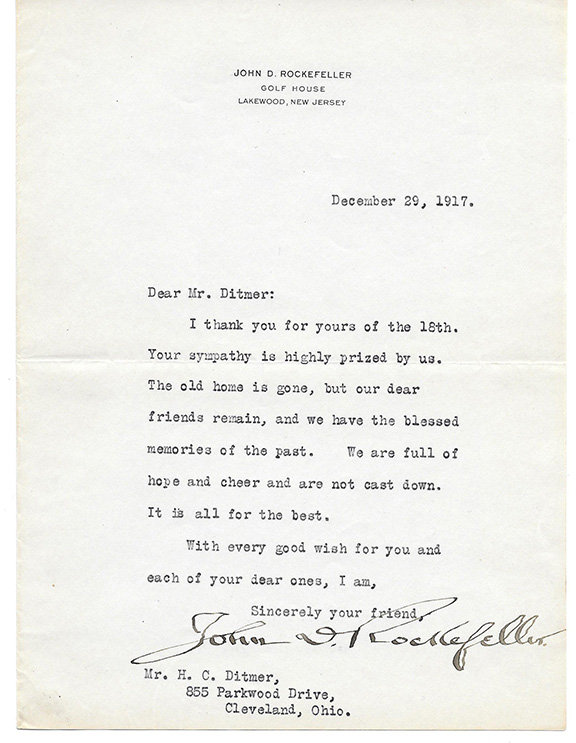 JOHN D. ROCKEFELLER
GOLF HOUSE
LAKEWOOD, NEW JERSEY
December 29, 1917.
Dear Mr. Ditmer:
I thank you for yours of the 18th.
Your sympathy is highly prized by us.
The old home is gone, but our dear
friends remain, and we have the blessed
memories of the past. We are full of
hope and cheer and are not cast down.
It is all for the best.
With every good wish for you and
each of your dear ones, I am,
Sincerely your friend,
John D. Rockefeller.
Mr. H. C. Ditmer,
855 Parkwood Drive,
Cleveland, Ohio.